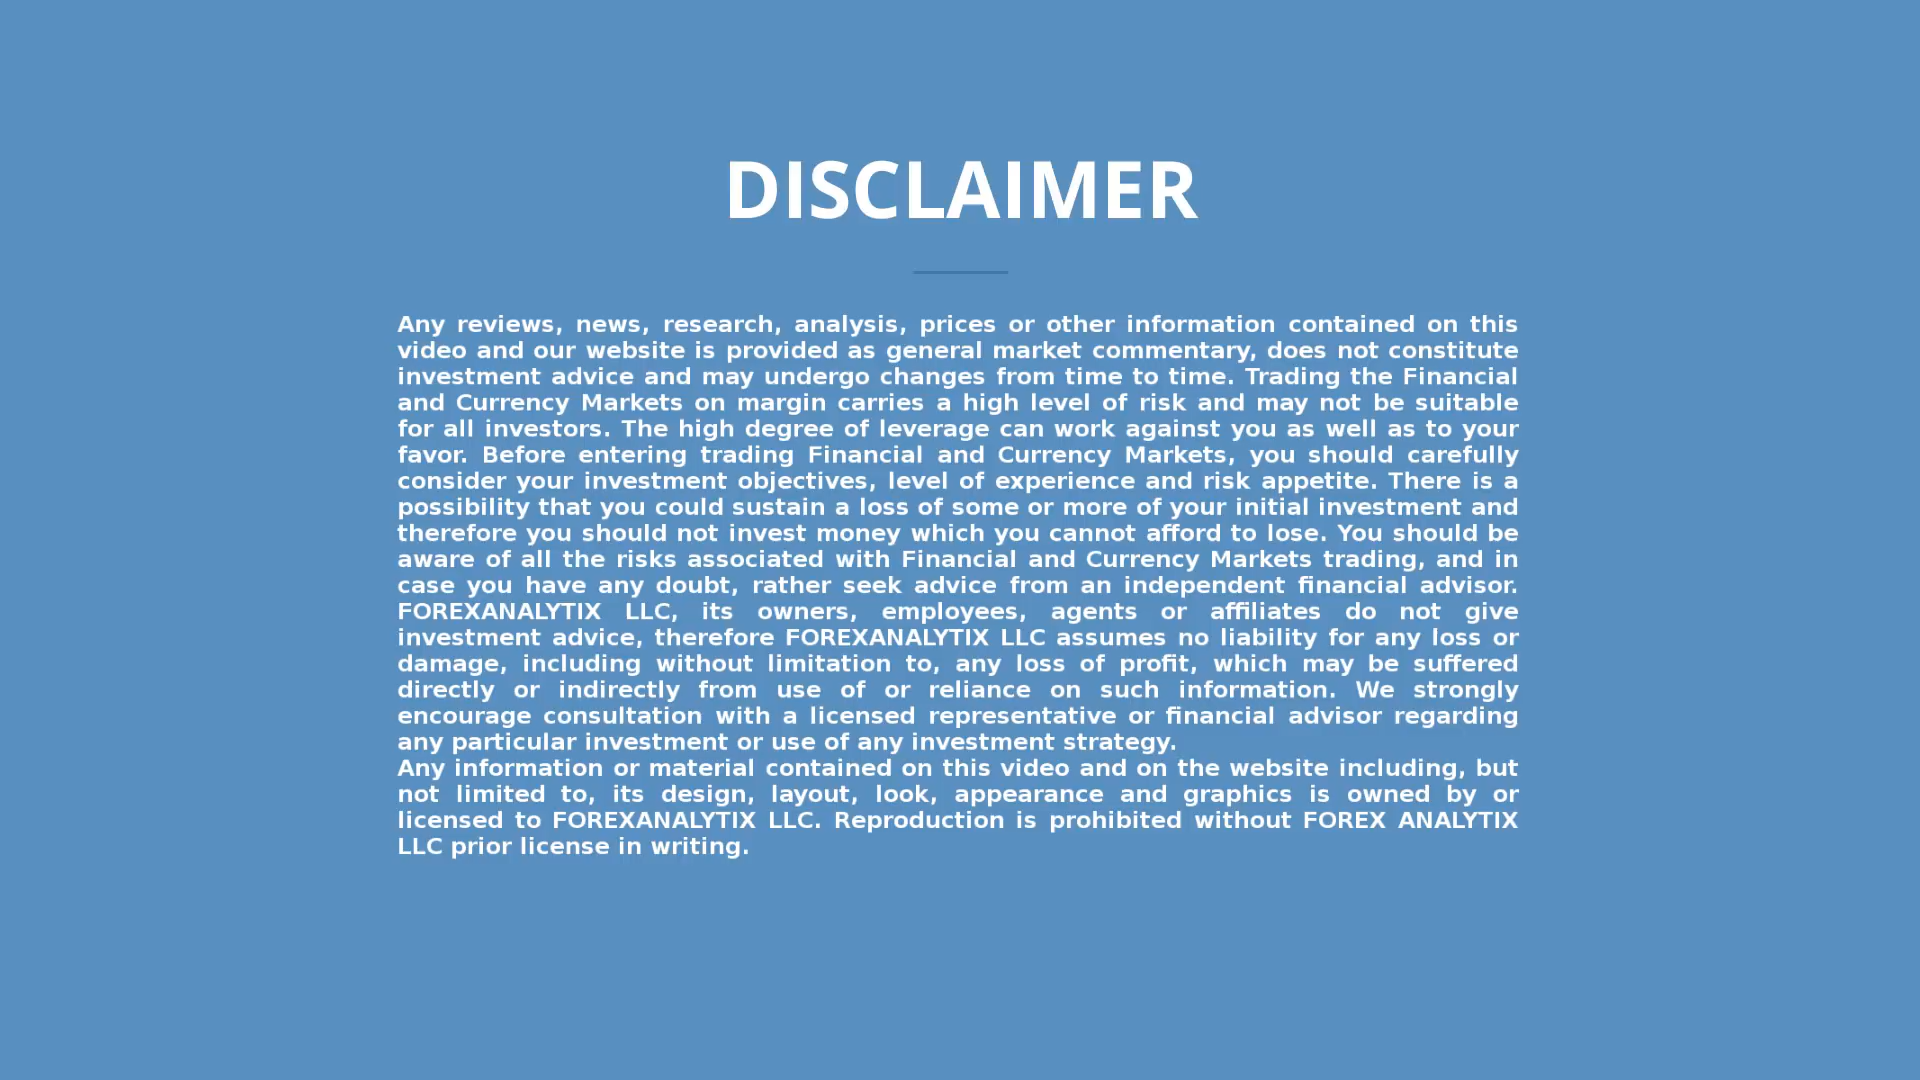 DISCLAIMER
Any reviews, news, research, analysis, prices or other information contained on this
video and our website is provided as general market commentary, does not constitute
investment advice and may undergo changes from time to time. Trading the Financial
and Currency Markets on margin carries a high level of risk and may not be suitable
for all investors. The high degree of leverage can work against you as well as to your
favor. Before entering trading Financial and Currency Markets, you should carefully
consider your investment objectives, level of experience and risk appetite. There is a
possibility that you could sustain a loss of some or more of your initial investment and
therefore you should not invest money which you cannot afford to lose. You should be
aware of all the risks associated with Financial and Currency Markets trading, and in
case you have any doubt, rather seek advice from an independent financial advisor.
FOREXANALYTIX LLC, its owners, employees, agents or affiliates do not give
investment advice, therefore FOREXANALYTIX LLC assumes no liability for any loss or
damage, including without limitation to, any loss of profit, which may be suffered
directly or indirectly from use of or reliance on such information. We strongly
encourage consultation with a licensed representative or financial advisor regarding
any particular investment or use of any investment strategy.
Any information or material contained on this video and on the website including, but
not limited to, its design, layout, look, appearance and graphics is owned by or
licensed to FOREXANALYTIX LLC. Reproduction is prohibited without FOREX ANALYTIX
LLC prior license in writing.